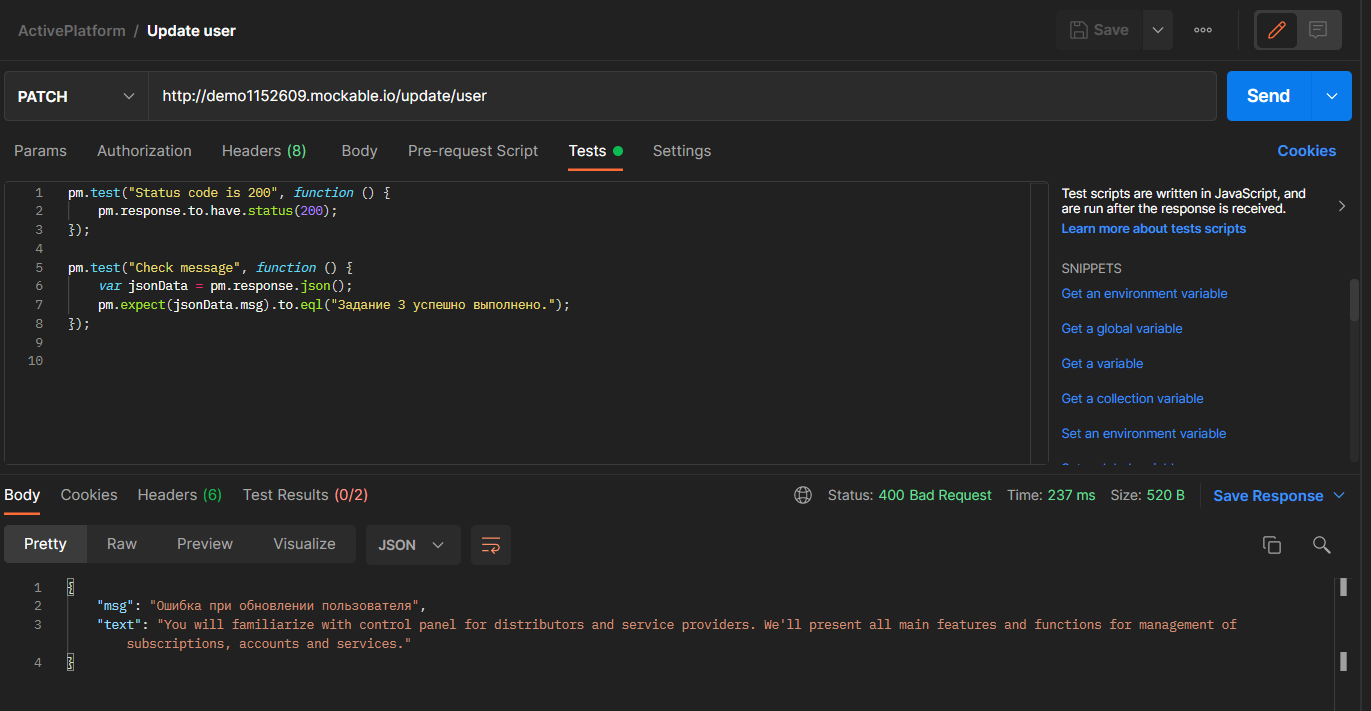 ActivePlatform / Update user
Save
PATCH
http://demo1152609.mockable.io/update/user
Send
Params Authorization Headers (8) Body Pre-request Script Tests Settings Cookies
1 pm.test("Status code is 200", function () {
2 pm.response.to.have.status(200);
3 });
4
5 pm.test("Check message", function () {
6 var jsonData = pm.response.json();
7 pm.expect(jsonData.msg).to.eql("Задание 3 успешно выполнено.");
8 });
9
10
Test scripts are written in JavaScript, and
are run after the response is received.
Learn more about tests scripts
SNIPPETS
Get an environment variable
Get a global variable
Get a variable
Get a collection variable
Set an environment variable
Body Cookies Headers (6) Test Results (0/2) Status: 400 Bad Request Time: 237 ms Size: 520 B Save Response
Pretty Raw Preview Visualize JSON
1 {
2 "msg": "Ошибка при обновлении пользователя",
3 "text": "You will familiarize with control panel for distributors and service providers. We'll present all main features and functions for management of
subscriptions, accounts and services."
4 }